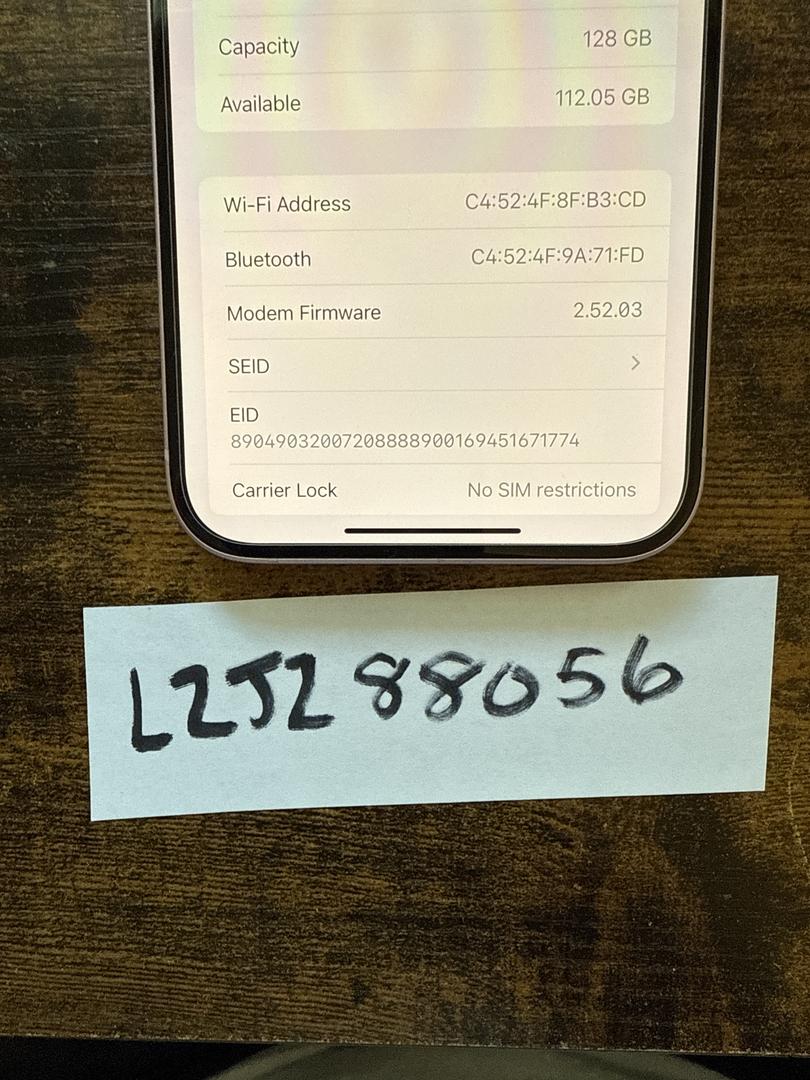 Capacity 128 GB
Available 112.05 GB
Wi-Fi Address C4:52:4F:8F:B3:CD
Bluetooth C4:52:4F:9A:71:FD
Modem Firmware 2.52.03
SEID
EID
89049032007208888900169451671774
Carrier Lock No SIM restrictions
L2J288056